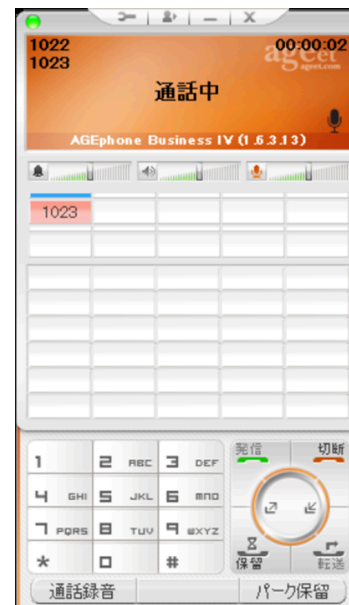 1022
00:00:02
1023
ageet
ageet.com
通話中
AGEphone Business IV (1.6.3.13)
1023
発信
切断
1
2 ABC
3 DEF
4 GHI
5 JKL
6 MNO
7 PQRS
8 TUV
9 WXYZ
*
0
#
保留
転送
通話録音
パーク保留